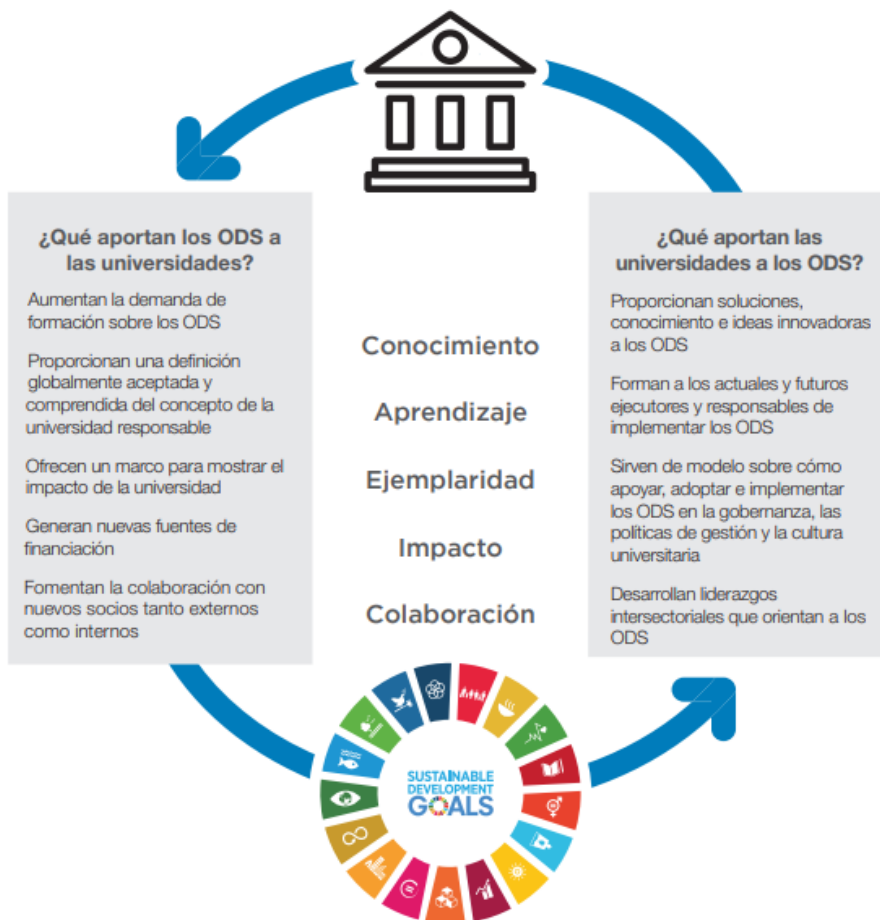 ¿Qué aportan los ODS a
las universidades?
Aumentan la demanda de
formación sobre los ODS
Proporcionan una definición
globalmente aceptada y
comprendida del concepto de la
universidad responsable
Ofrecen un marco para mostrar el
impacto de la universidad
Generan nuevas fuentes de
financiación
Fomentan la colaboración con
nuevos socios tanto externos
como internos
Conocimiento
Aprendizaje
Ejemplaridad
Impacto
Colaboración
¿Qué aportan las
universidades a los ODS?
Proporcionan soluciones,
conocimiento e ideas innovadoras
a los ODS
Forman a los actuales y futuros
ejecutores y responsables de
implementar los ODS
Sirven de modelo sobre cómo
apoyar, adoptar e implementar
los ODS en la gobernanza, las
políticas de gestión y la cultura
universitaria
Desarrollan liderazgos
intersectoriales que orientan a los
ODS
SUSTAINABLE
DEVELOPMENT
GOALS